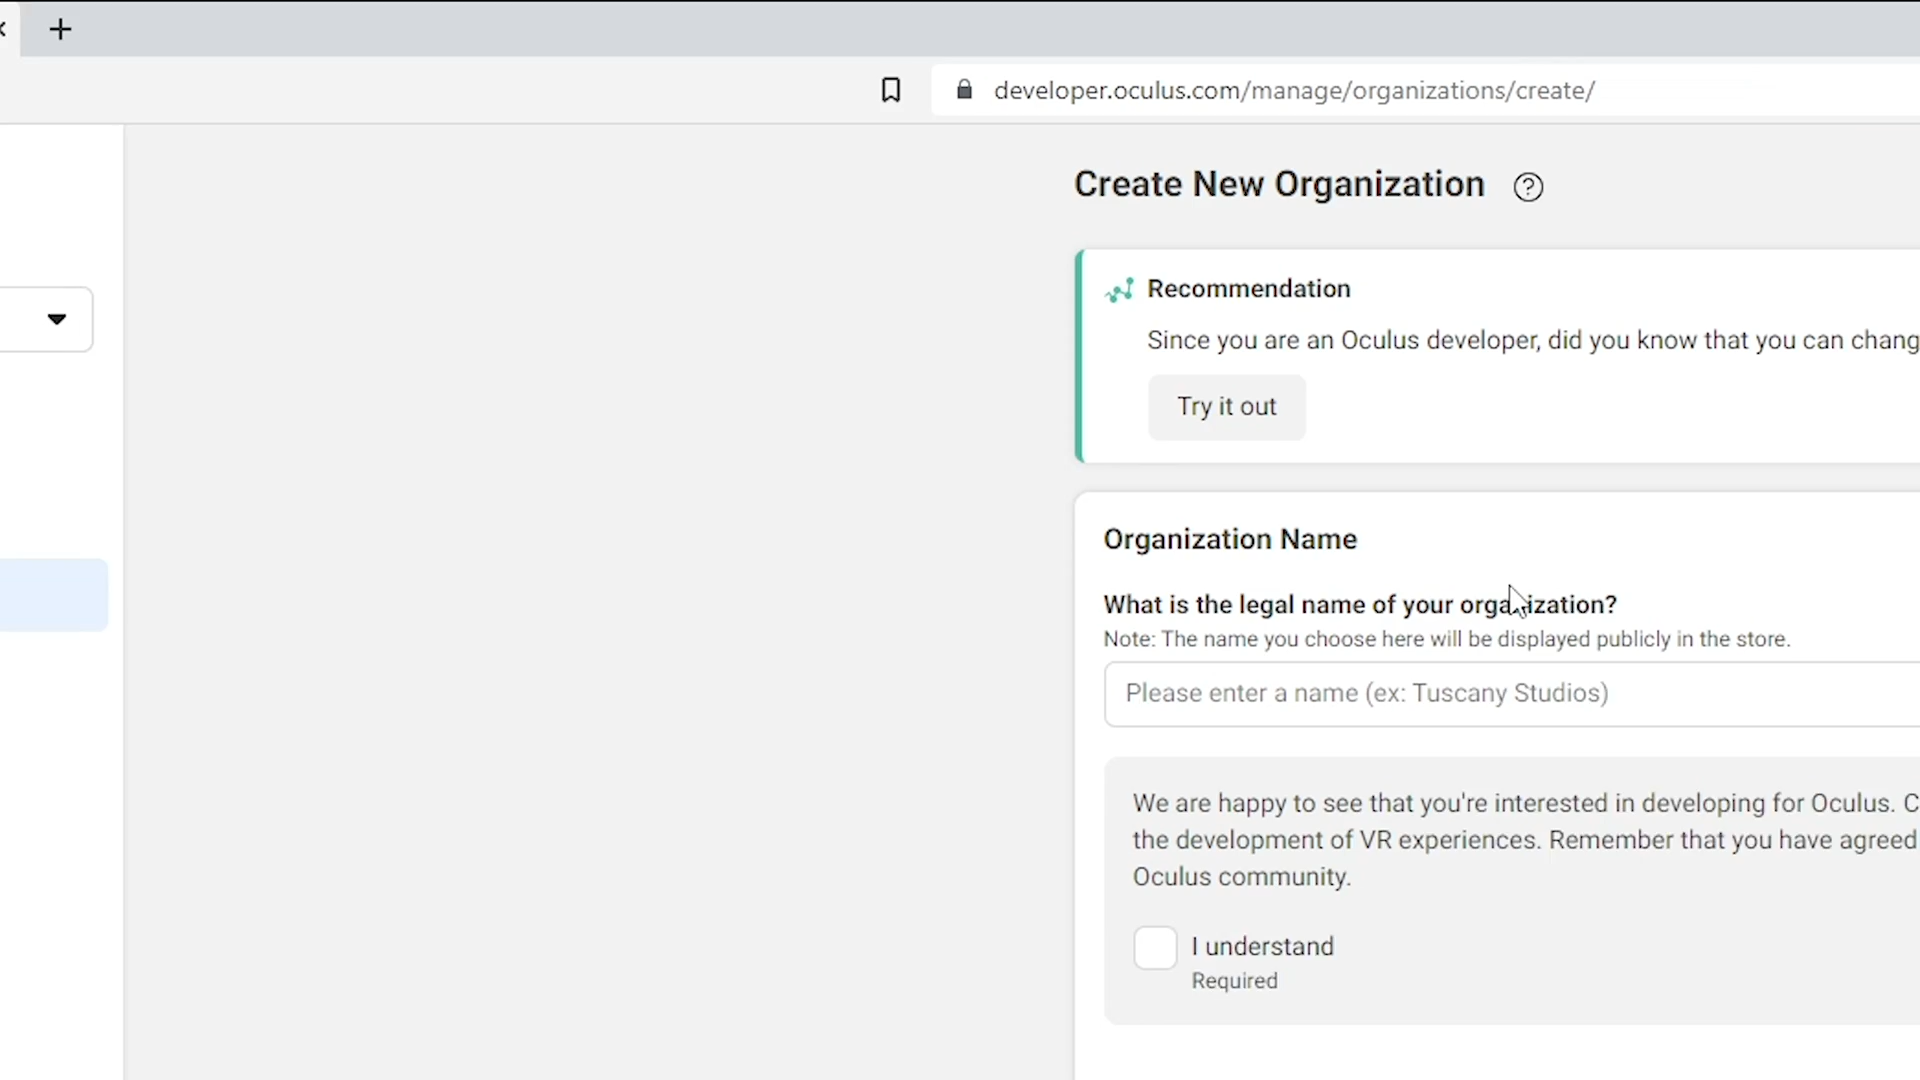 developer.oculus.com/manage/organizations/create/
Create New Organization
Recommendation
Since you are an Oculus developer, did you know that you can chang
Try it out
Organization Name
What is the legal name of your organization?
Note: The name you choose here will be displayed publicly in the store.
Please enter a name (ex: Tuscany Studios)
We are happy to see that you're interested in developing for Oculus. C
the development of VR experiences. Remember that you have agreed
Oculus community.
I understand
Required